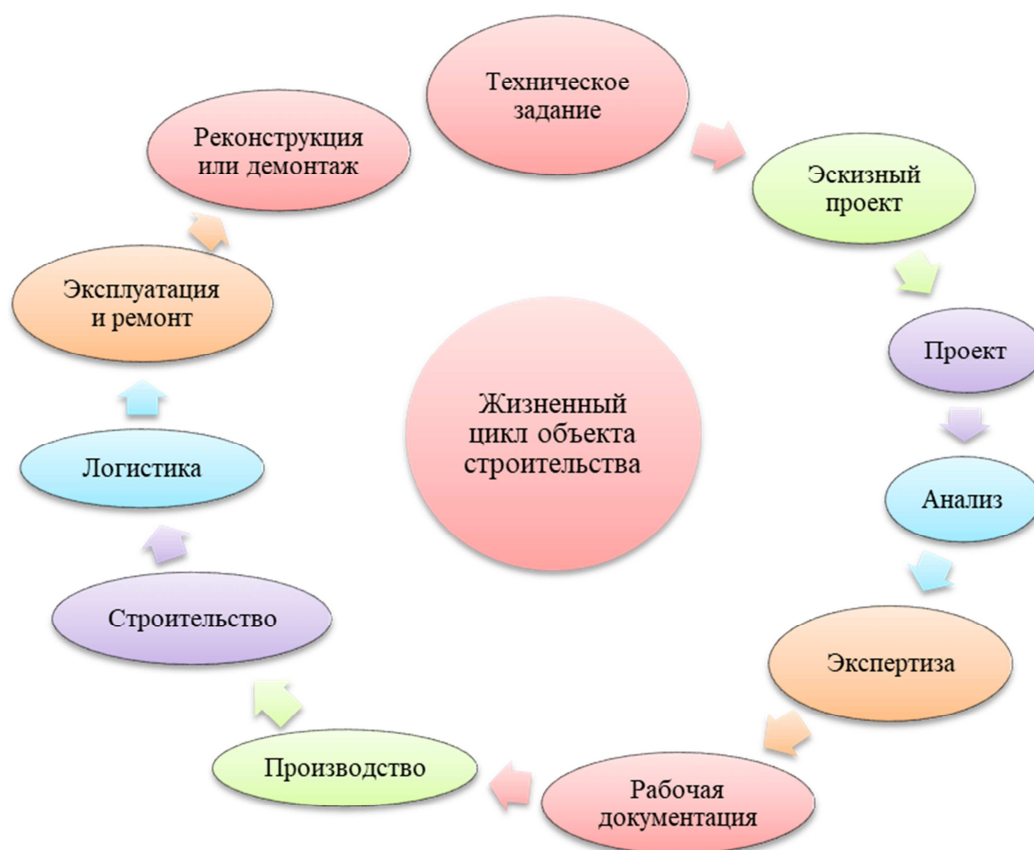 Техническое
задание
Эскизный
проект
Проект
Анализ
Экспертиза
Рабочая
документация
Производство
Строительство
Логистика
Эксплуатация
и ремонт
Реконструкция
или демонтаж
Жизненный
цикл объекта
строительства